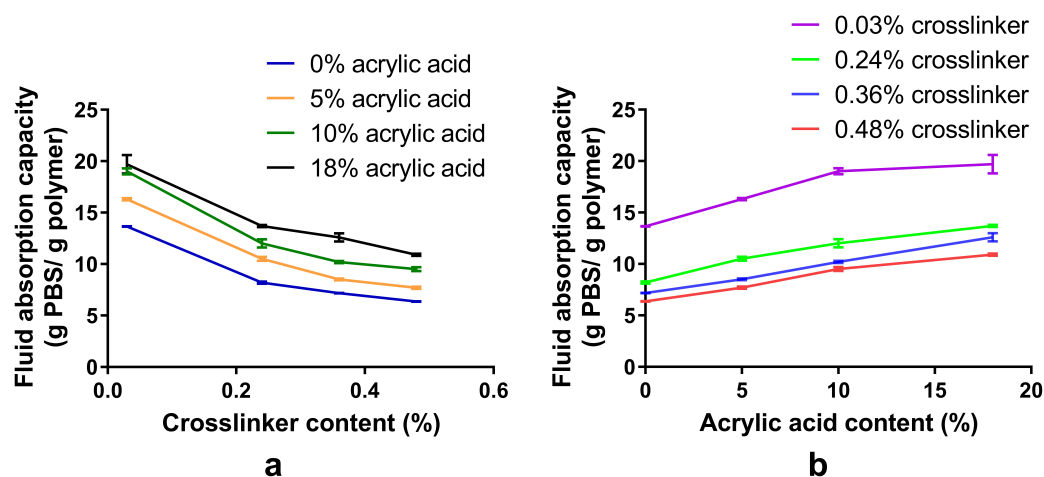 0% acrylic acid
5% acrylic acid
10% acrylic acid
18% acrylic acid
Fluid absorption capacity
(g PBS/ g polymer)
25
20
15
10
5
0
0.0 0.2 0.4 0.6
Crosslinker content (%)
a
0.03% crosslinker
0.24% crosslinker
0.36% crosslinker
0.48% crosslinker
Fluid absorption capacity
(g PBS/ g polymer)
25
20
15
10
5
0
0 5 10 15 20
Acrylic acid content (%)
b